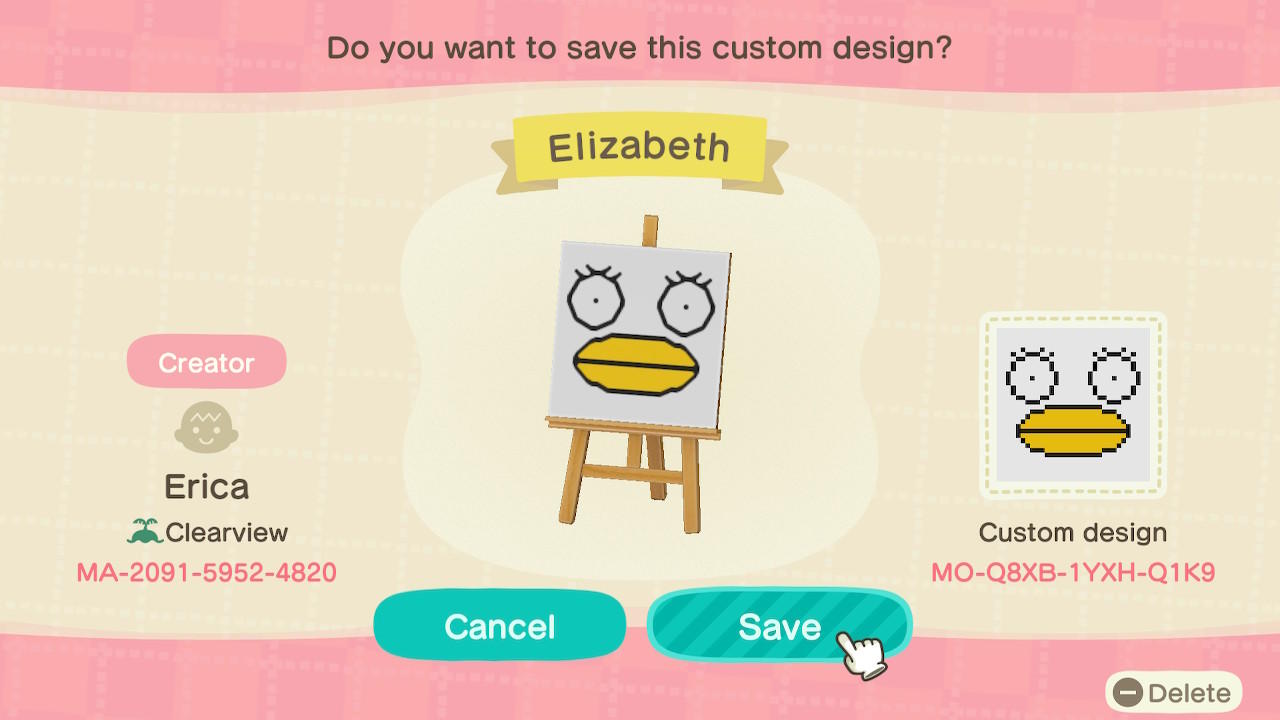 Do you want to save this custom design?
Elizabeth
Creator
Erica
Clearview
MA-2091-5952-4820
Custom design
MO-Q8XB-1YXH-Q1K9
Cancel
Save
Delete